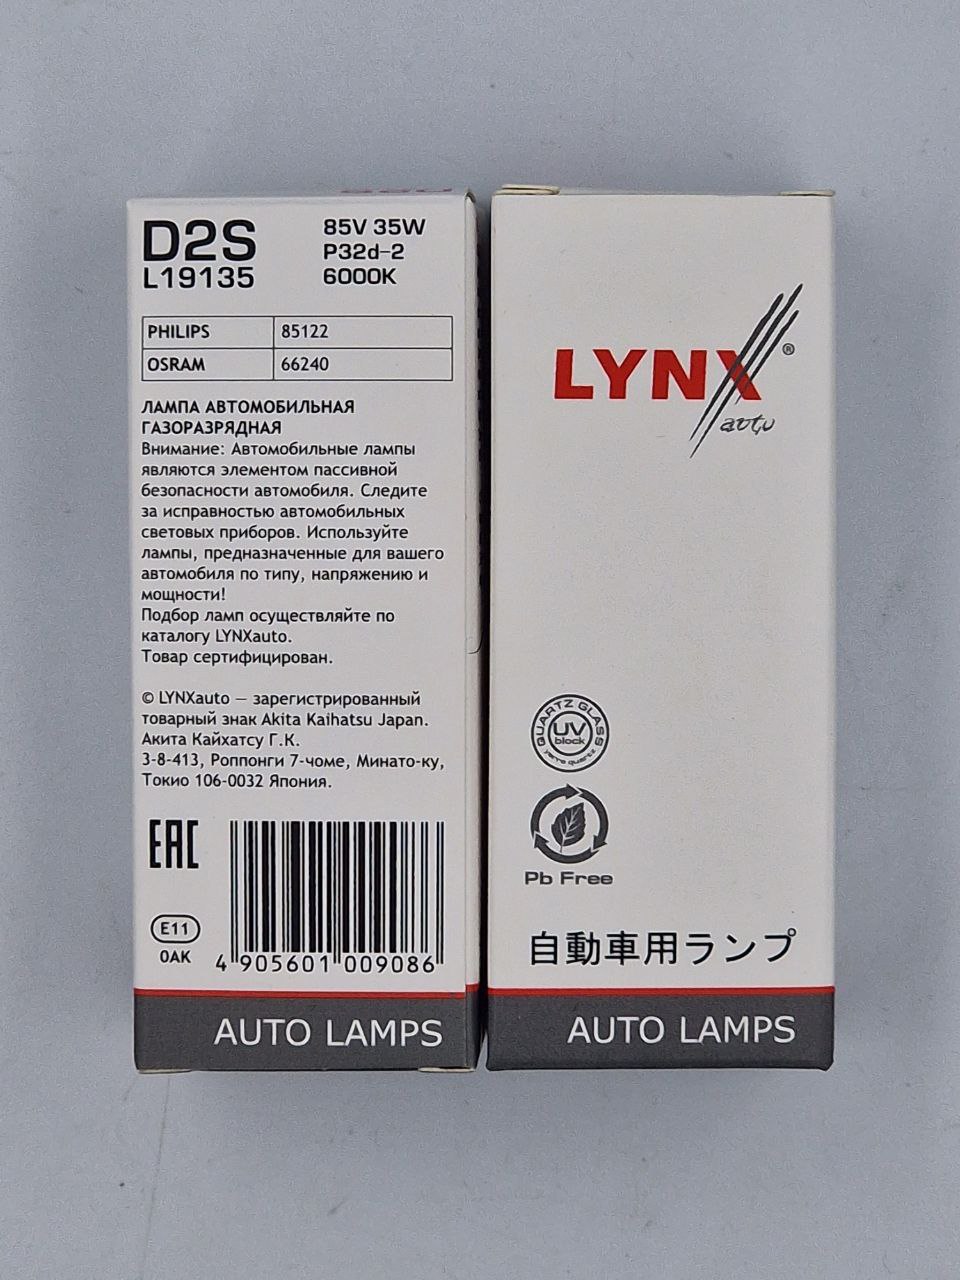 D2S
L19135
85V 35W
P32d-2
6000K
PHILIPS 85122
OSRAM 66240
ЛАМПА АВТОМОБИЛЬНАЯ
ГАЗОРАЗРЯДНАЯ
Внимание: Автомобильные лампы
являются элементом пассивной
безопасности автомобиля. Следите
за исправностью автомобильных
световых приборов. Используйте
лампы, предназначенные для вашего
автомобиля по типу, напряжению и
мощности!
Подбор ламп осуществляйте по
каталогу LYNXauto.
Товар сертифицирован.
© LYNXauto — зарегистрированный
товарный знак Akita Kaihatsu Japan.
Акита Кайхатсу Г.К.
3-8-413, Роппонги 7-чоме, Минато-ку,
Токио 106-0032 Япония.
EAC
E11
0AK
4 905601 009086
AUTO LAMPS
LYNX®
auto
QUARTZ GLASS
UV
block
Pb Free
自動車用ランプ
AUTO LAMPS